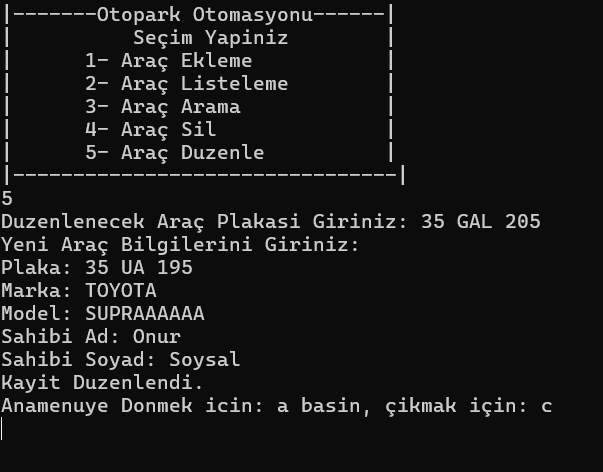 |-------Otopark Otomasyonu------|
|          Seçim Yapiniz        |
|      1- Araç Ekleme           |
|      2- Araç Listeleme        |
|      3- Araç Arama            |
|      4- Araç Sil              |
|      5- Araç Duzenle          |
|--------------------------------|
5
Duzenlenecek Araç Plakasi Giriniz: 35 GAL 205
Yeni Araç Bilgilerini Giriniz:
Plaka: 35 UA 195
Marka: TOYOTA
Model: SUPRAAAAAA
Sahibi Ad: Onur
Sahibi Soyad: Soysal
Kayit Duzenlendi.
Anamenuye Donmek icin: a basin, çikmak için: c